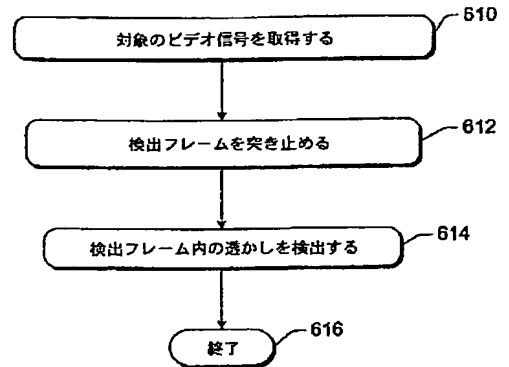 610
対象のビデオ信号を取得する
612
検出フレームを突き止める
614
検出フレーム内の透かしを検出する
616
終了